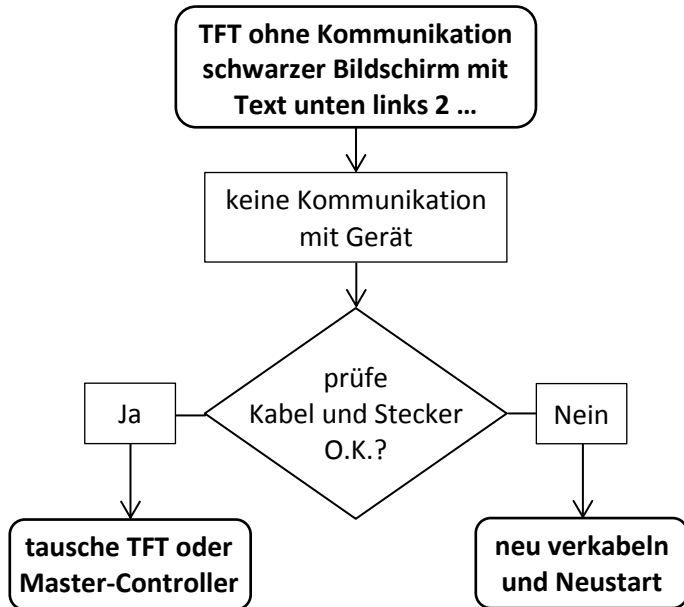 TFT ohne Kommunikation
schwarzer Bildschirm mit
Text unten links 2 ...
keine Kommunikation
mit Gerät
prüfe
Kabel und Stecker
O.K.?
Ja
Nein
tausche TFT oder
Master-Controller
neu verkabeln
und Neustart